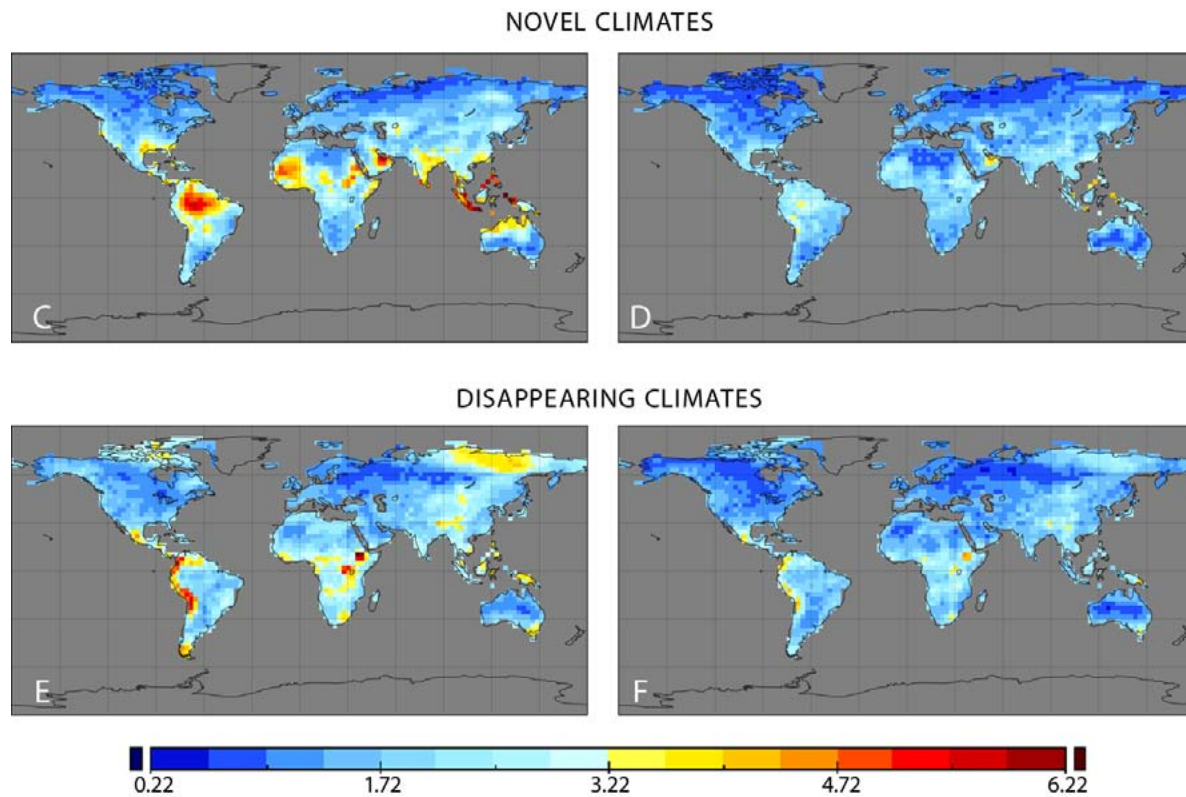 NOVEL CLIMATES
C
D
DISAPPEARING CLIMATES
E
F
0.22 1.72 3.22 4.72 6.22